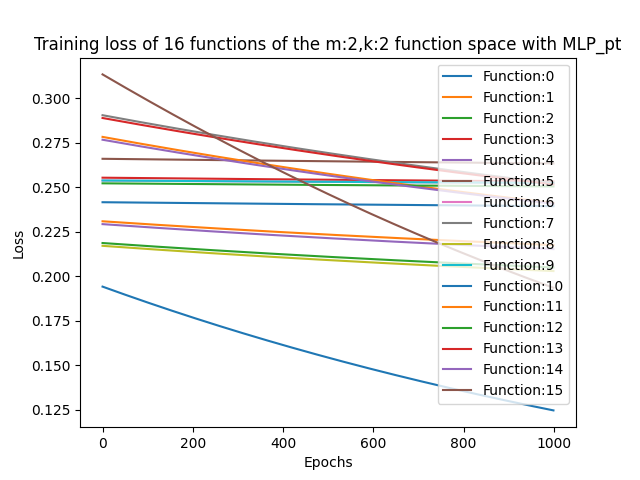 Training loss of 16 functions of the m:2,k:2 function space with MLP_pt
Loss
0.300
0.275
0.250
0.225
0.200
0.175
0.150
0.125
0
200
400
600
800
1000
Epochs
Function:0
Function:1
Function:2
Function:3
Function:4
Function:5
Function:6
Function:7
Function:8
Function:9
Function:10
Function:11
Function:12
Function:13
Function:14
Function:15